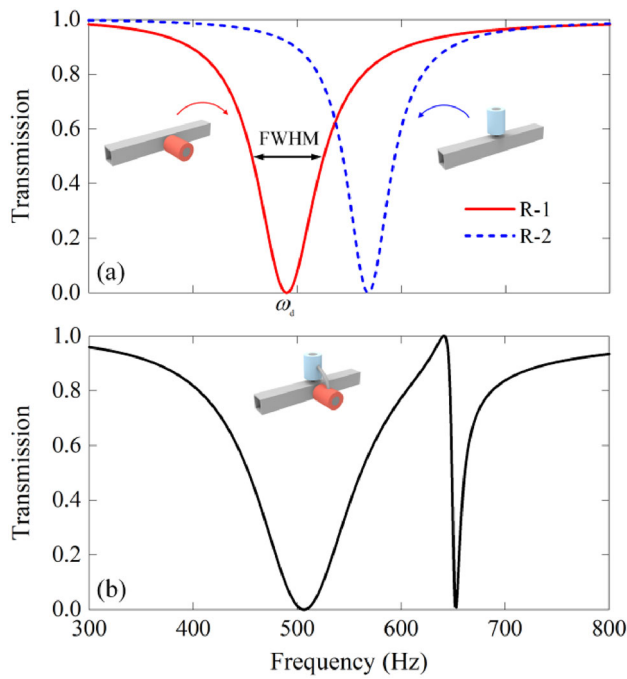 1.0
0.8
0.6
0.4
0.2
0.0
Transmission
FWHM
R-1
R-2
(a)
ω_d
1.0
0.8
0.6
0.4
0.2
0.0
Transmission
(b)
300 400 500 600 700 800
Frequency (Hz)